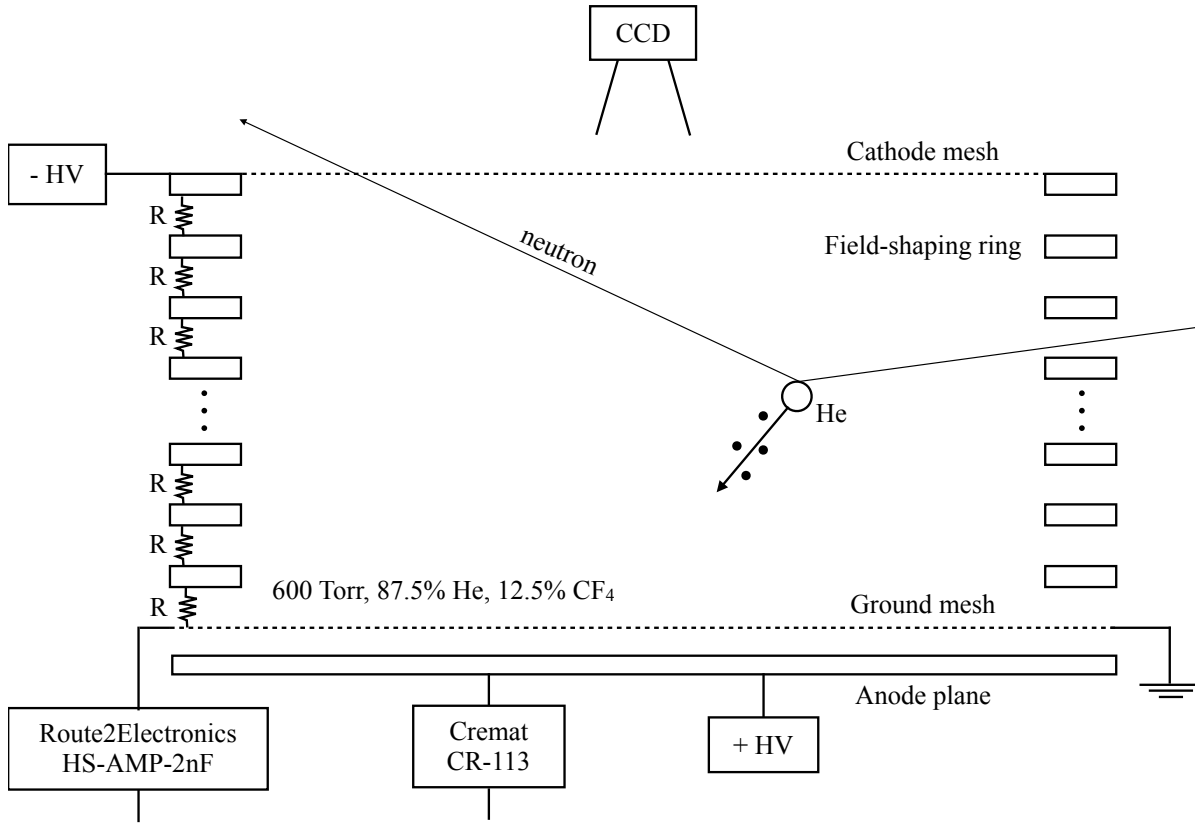 CCD
Cathode mesh
- HV
R
neutron
Field-shaping ring
R
R
He
R
R
600 Torr, 87.5% He, 12.5% CF₄
R
Ground mesh
Anode plane
Route2Electronics
HS-AMP-2nF
Cremat
CR-113
+ HV